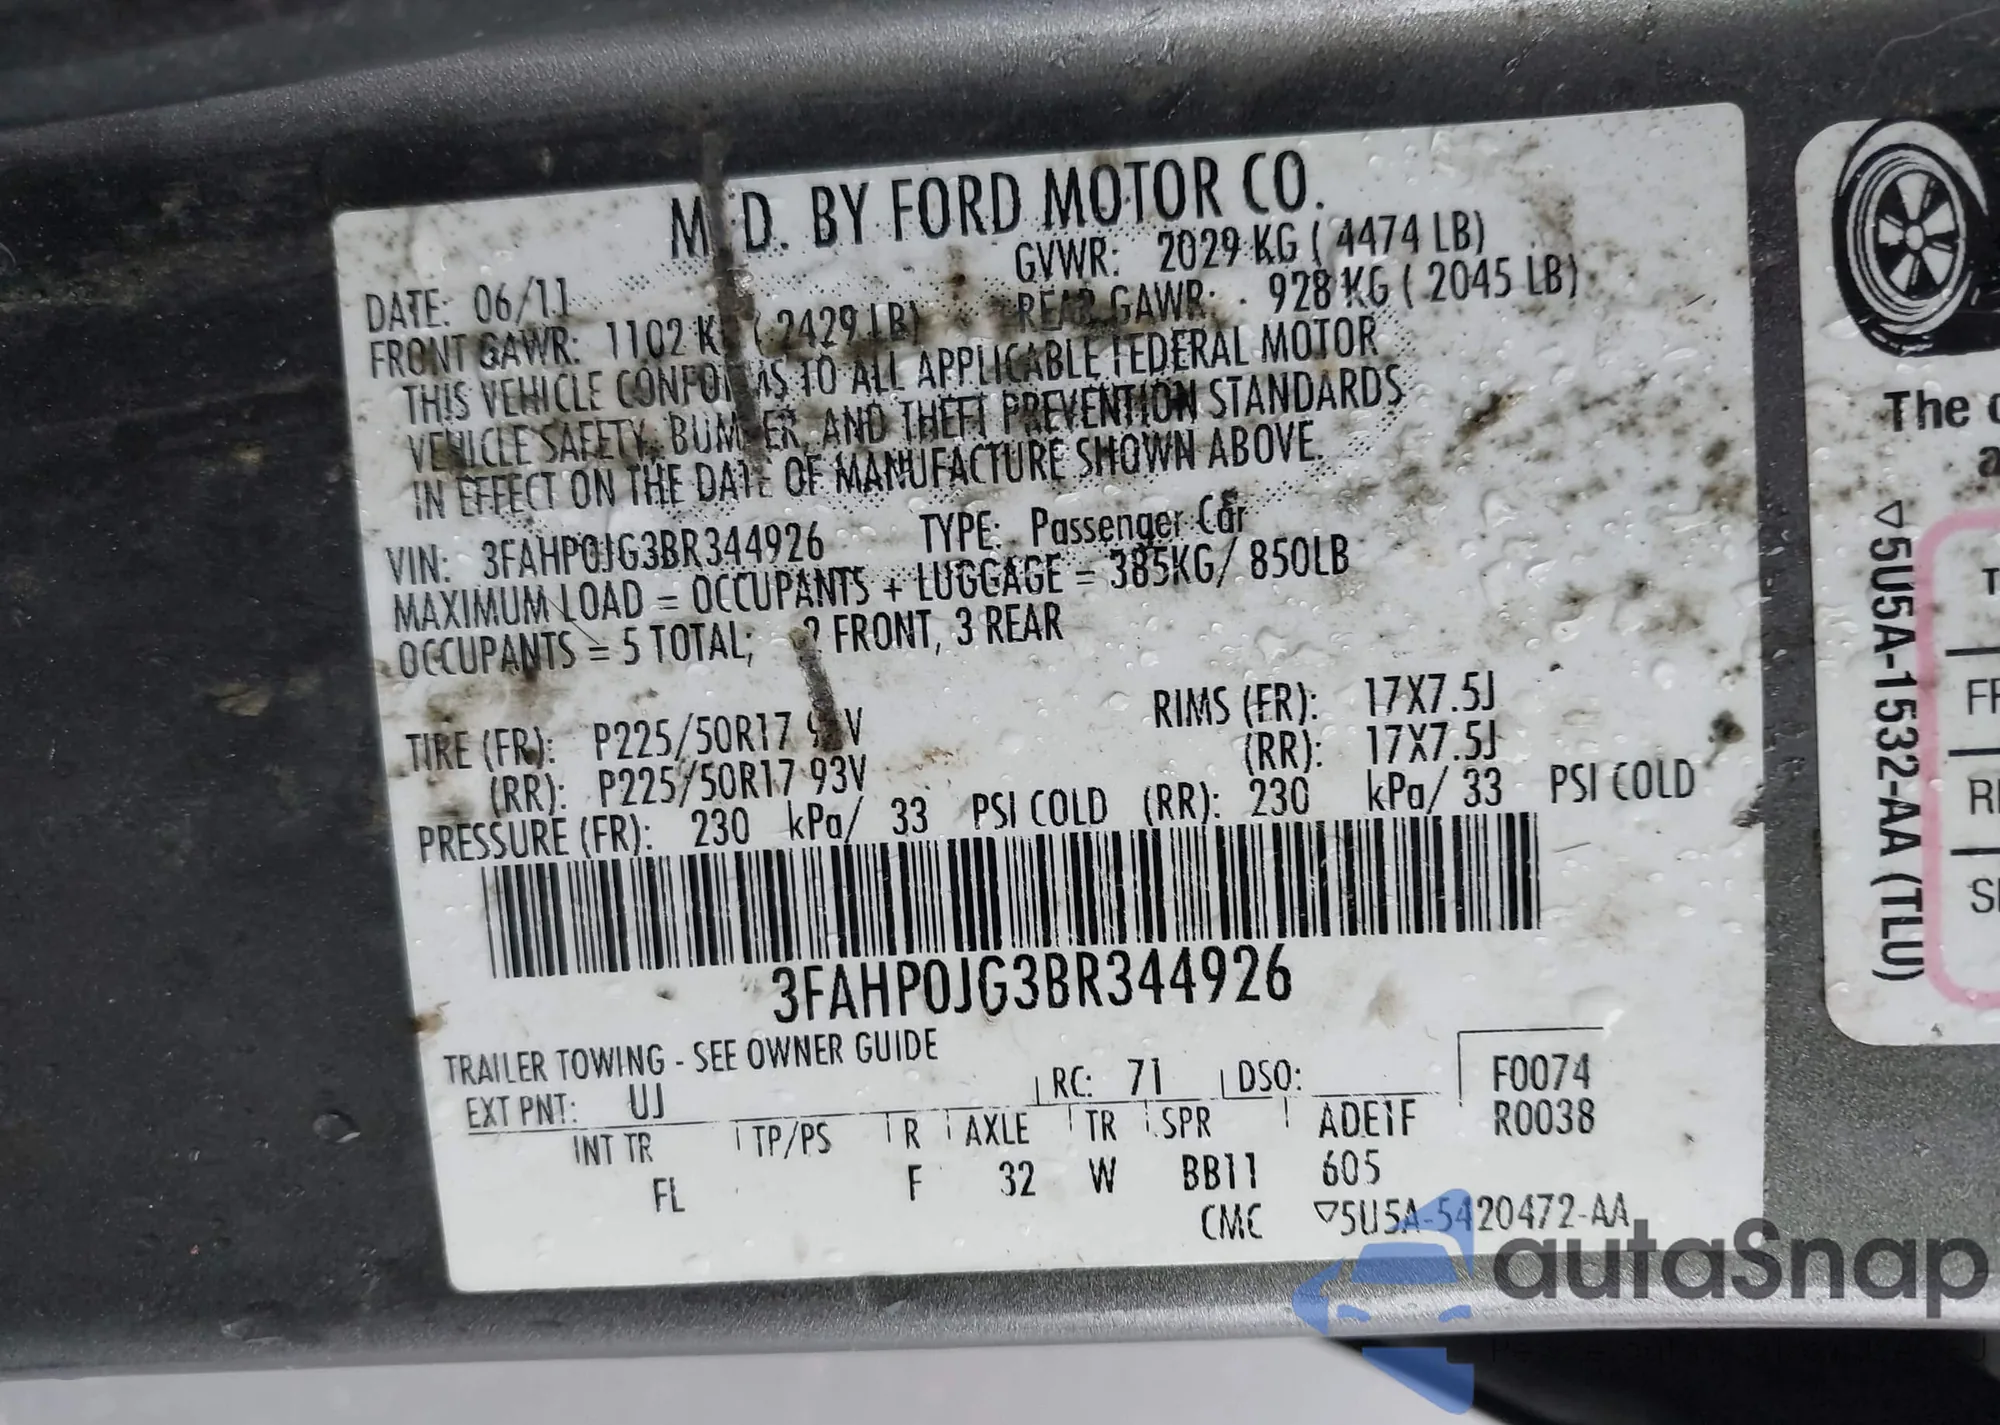 MFD. BY FORD MOTOR CO.
DATE: 06/11 GVWR: 2029 KG ( 4474 LB)
FRONT GAWR: 1102 KG ( 2429 LB) REAR GAWR: 928 KG ( 2045 LB)
THIS VEHICLE CONFORMS TO ALL APPLICABLE FEDERAL MOTOR
VEHICLE SAFETY, BUMPER, AND THEFT PREVENTION STANDARDS
IN EFFECT ON THE DATE OF MANUFACTURE SHOWN ABOVE.
VIN: 3FAHP0JG3BR344926 TYPE: Passenger Car
MAXIMUM LOAD = OCCUPANTS + LUGGAGE = 385KG/ 850LB
OCCUPANTS = 5 TOTAL; 2 FRONT, 3 REAR
TIRE (FR): P225/50R17 93V RIMS (FR): 17X7.5J
(RR): P225/50R17 93V (RR): 17X7.5J
PRESSURE (FR): 230 kPa/ 33 PSI COLD (RR): 230 kPa/ 33 PSI COLD
3FAHP0JG3BR344926
TRAILER TOWING - SEE OWNER GUIDE
EXT PNT: UJ RC: 71 DSO: F0074
INT TR TP/PS R AXLE TR SPR ADE1F R0038
FL F 32 W BB11 605
CMC ▽5U5A-5420472-AA
The
▽5U5A-1532-AA (TLU)
autaSnap